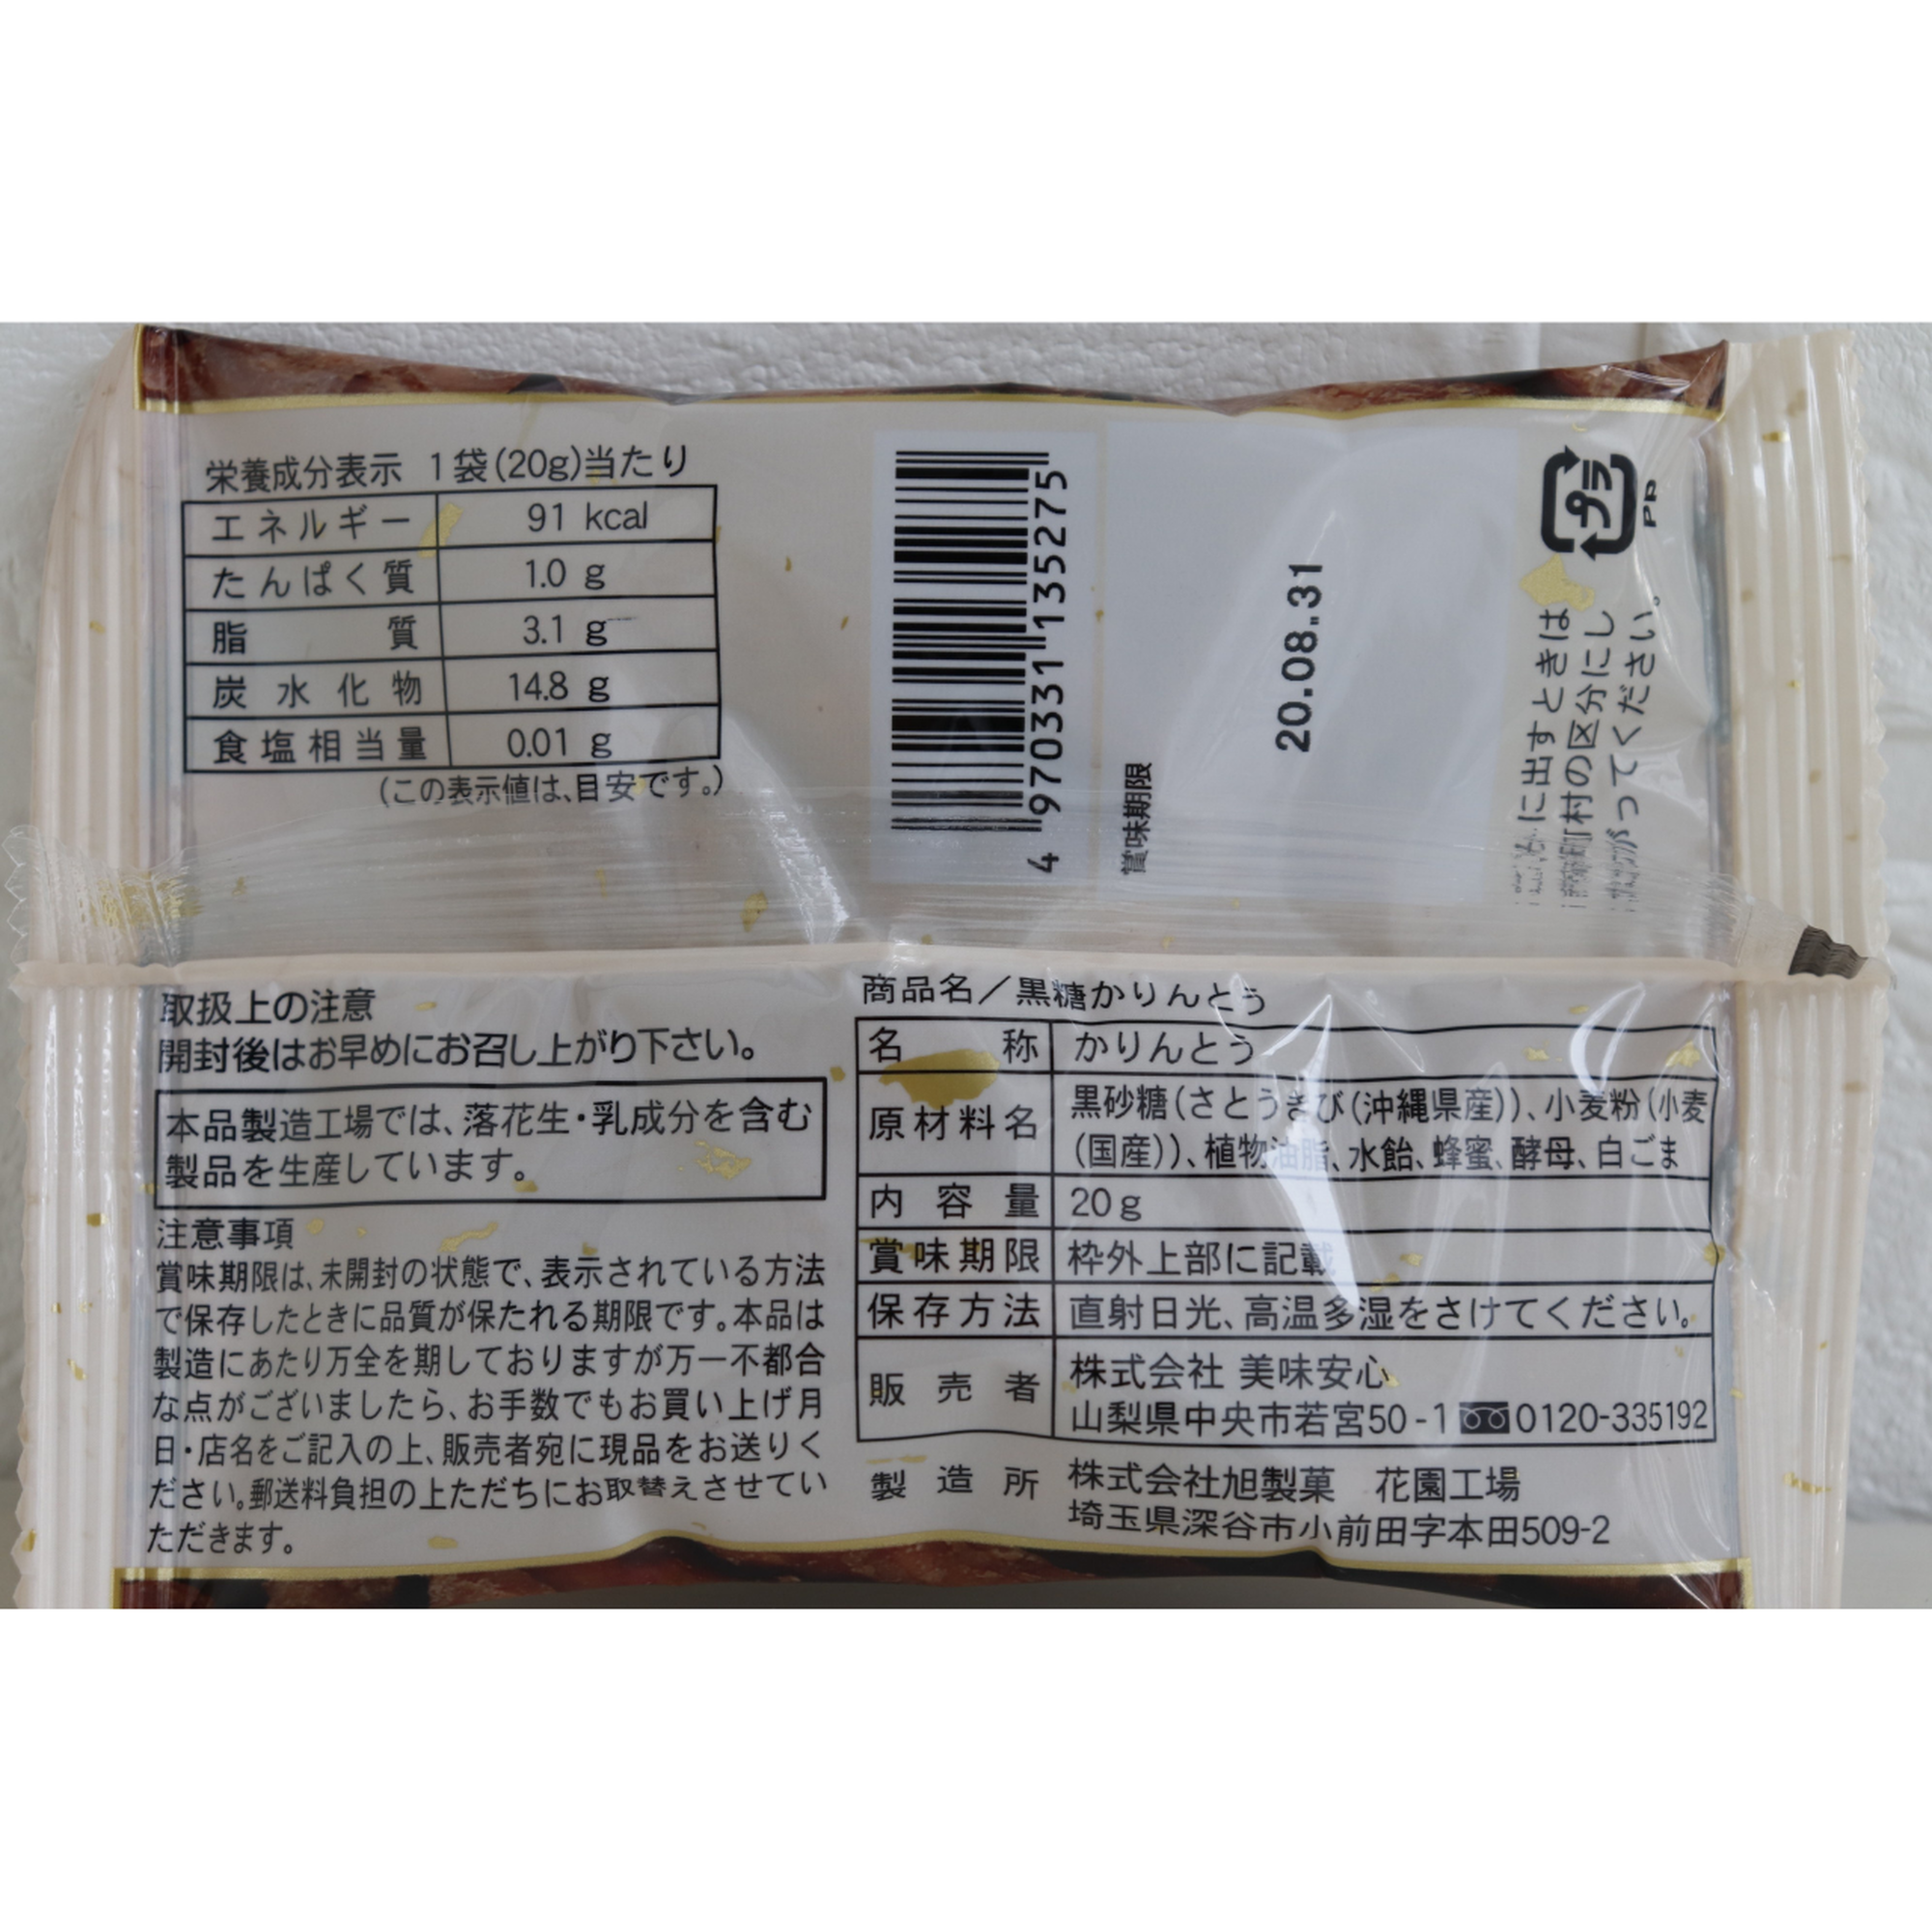 栄養成分表示 1袋(20g)当たり
エネルギー 91 kcal
たんぱく質 1.0 g
脂質 3.1 g
炭水化物 14.8 g
食塩相当量 0.01 g
(この表示値は、目安です。)
4970331135275
賞味期限
20.08.31
プラ
PP
に出すときは
町村の区分にし
がってください。
取扱上の注意
開封後はお早めにお召し上がり下さい。
本品製造工場では、落花生・乳成分を含む
製品を生産しています。
注意事項
賞味期限は、未開封の状態で、表示されている方法
で保存したときに品質が保たれる期限です。本品は
製造にあたり万全を期しておりますが万一不都合
な点がございましたら、お手数でもお買い上げ月
日・店名をご記入の上、販売者宛に現品をお送りく
ださい。郵送料負担の上ただちにお取替えさせてい
ただきます。
商品名／黒糖かりんとう
名称 かりんとう
原材料名 黒砂糖(さとうきび(沖縄県産))、小麦粉(小麦
(国産))、植物油脂、水飴、蜂蜜、酵母、白ごま
内容量 20g
賞味期限 枠外上部に記載
保存方法 直射日光、高温多湿をさけてください。
販売者 株式会社 美味安心
山梨県中央市若宮50-1 0120-335192
製造所 株式会社旭製菓 花園工場
埼玉県深谷市小前田字本田509-2